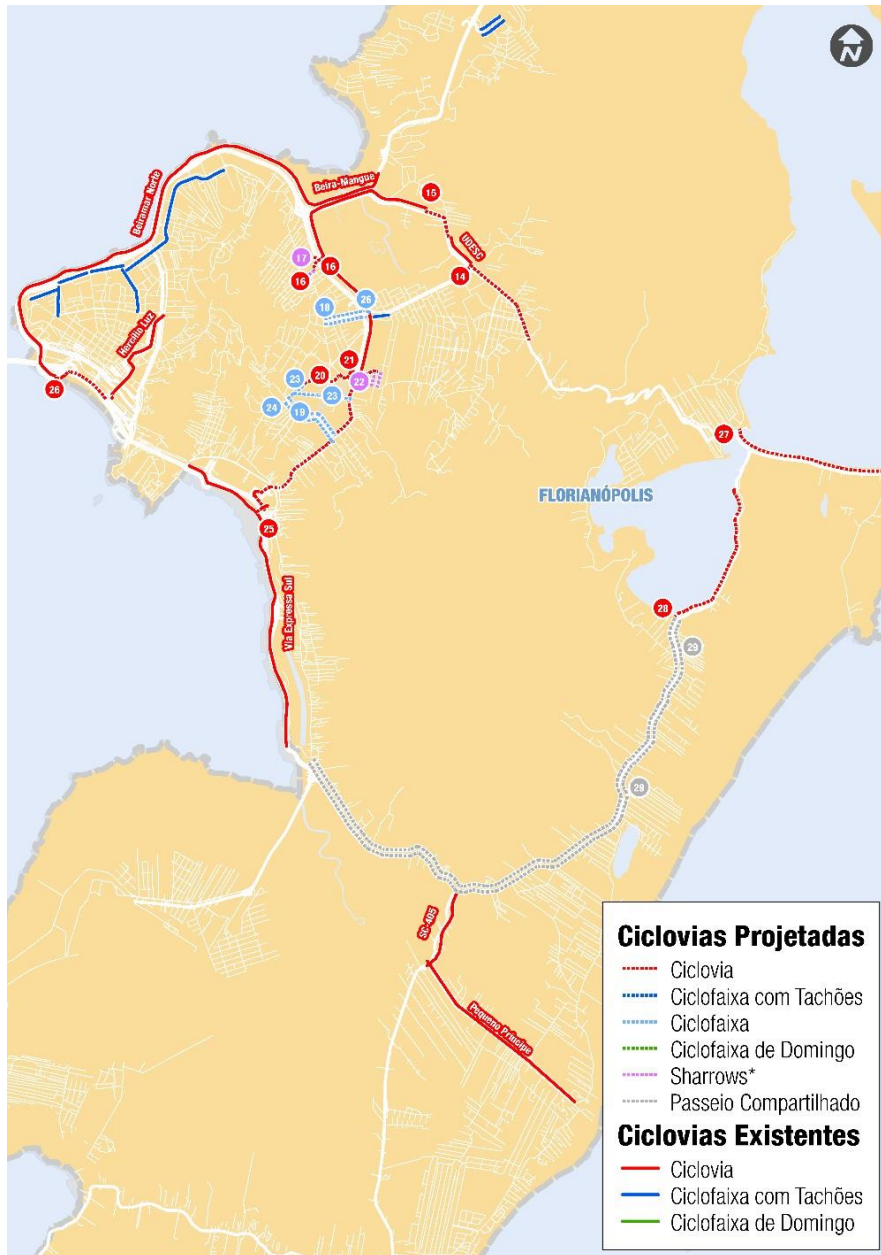 N
Beira-Mangue
15
Beiramar Norte
UDESC
17
16
16
14
18
26
Hercílio Luz
21
23
20
22
26
23
24
19
27
FLORIANÓPOLIS
25
Via Expressa Sul
28
29
29
SC-405
Pequeno Príncipe
Ciclovias Projetadas
Ciclovia
Ciclofaixa com Tachões
Ciclofaixa
Ciclofaixa de Domingo
Sharrows*
Passeio Compartilhado
Ciclovias Existentes
Ciclovia
Ciclofaixa com Tachões
Ciclofaixa de Domingo